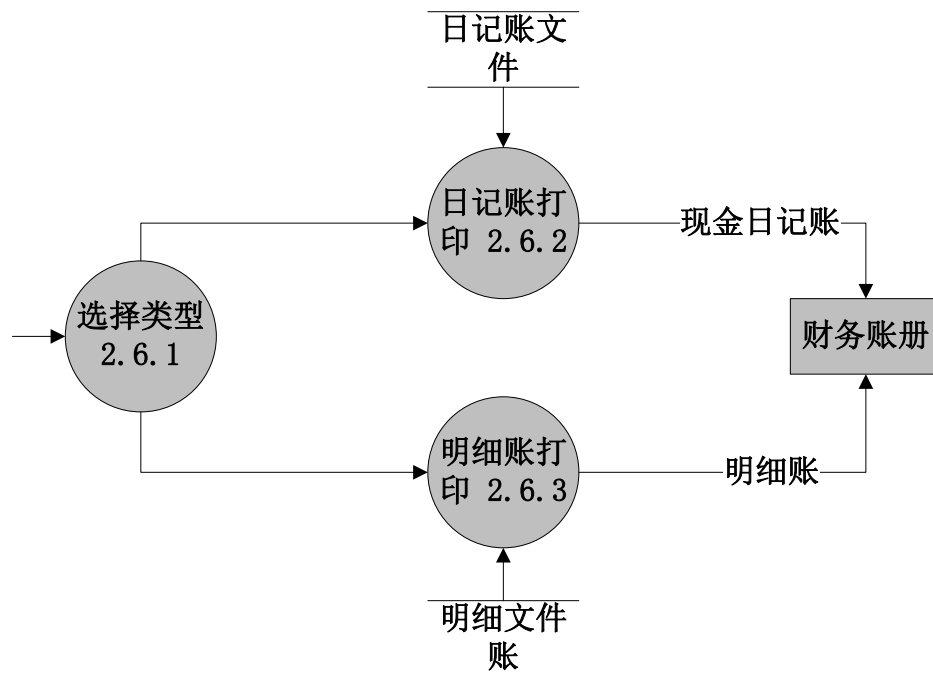 日记账文
件
日记账打
印 2.6.2
现金日记账
选择类型
2.6.1
财务账册
明细账打
印 2.6.3
明细账
明细文件
账